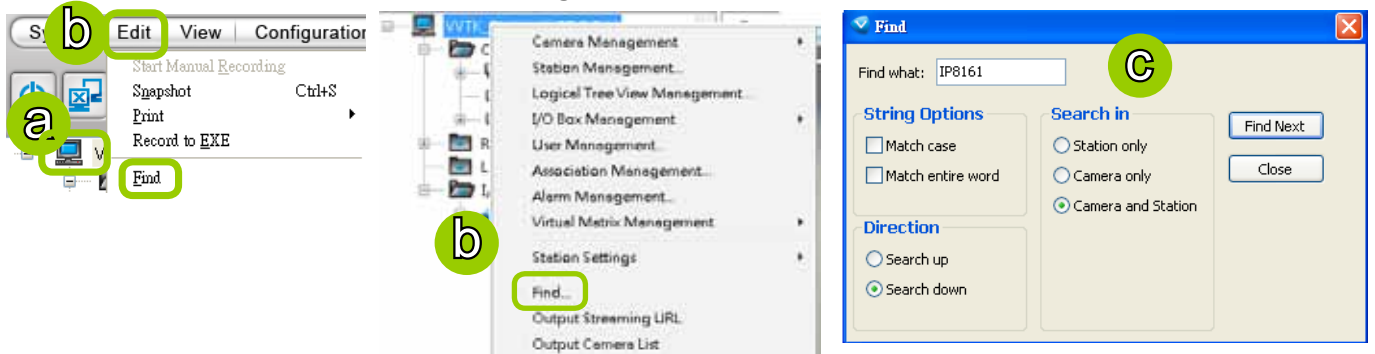 b
Edit View Configuration
Start Manual Recording
Snapshot Ctrl+S
Print
Record to EXE
a
Find
VVTK
Camera Management
Station Management...
Logical Tree View Management...
I/O Box Management
User Management...
Association Management...
Alarm Management...
Virtual Matrix Management
b
Station Settings
Find...
Output Streaming URL
Output Camera List
Find
Find what: IP8161
c
String Options
Match case
Match entire word
Direction
Search up
Search down
Search in
Station only
Camera only
Camera and Station
Find Next
Close